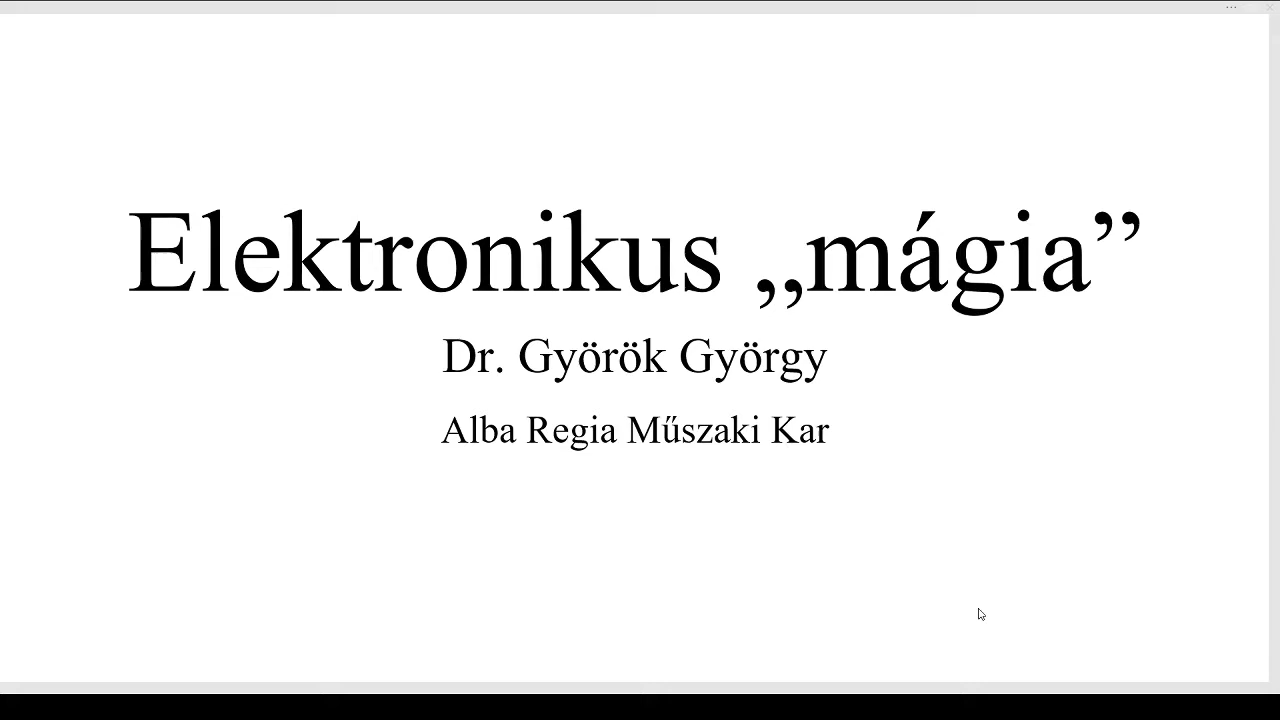 Elektronikus „mágia”
Dr. Györök György
Alba Regia Műszaki Kar